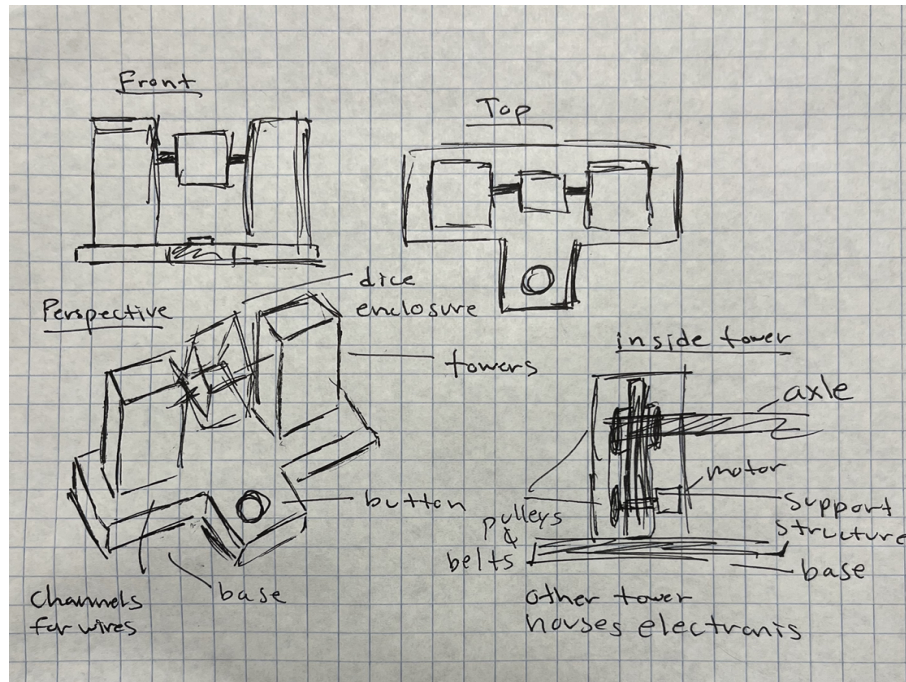 Front
Top
Perspective
dice
enclosure
towers
button
base
channels
for wires
inside tower
axle
motor
support
structure
pulleys
&
belts
base
other tower
houses electronis